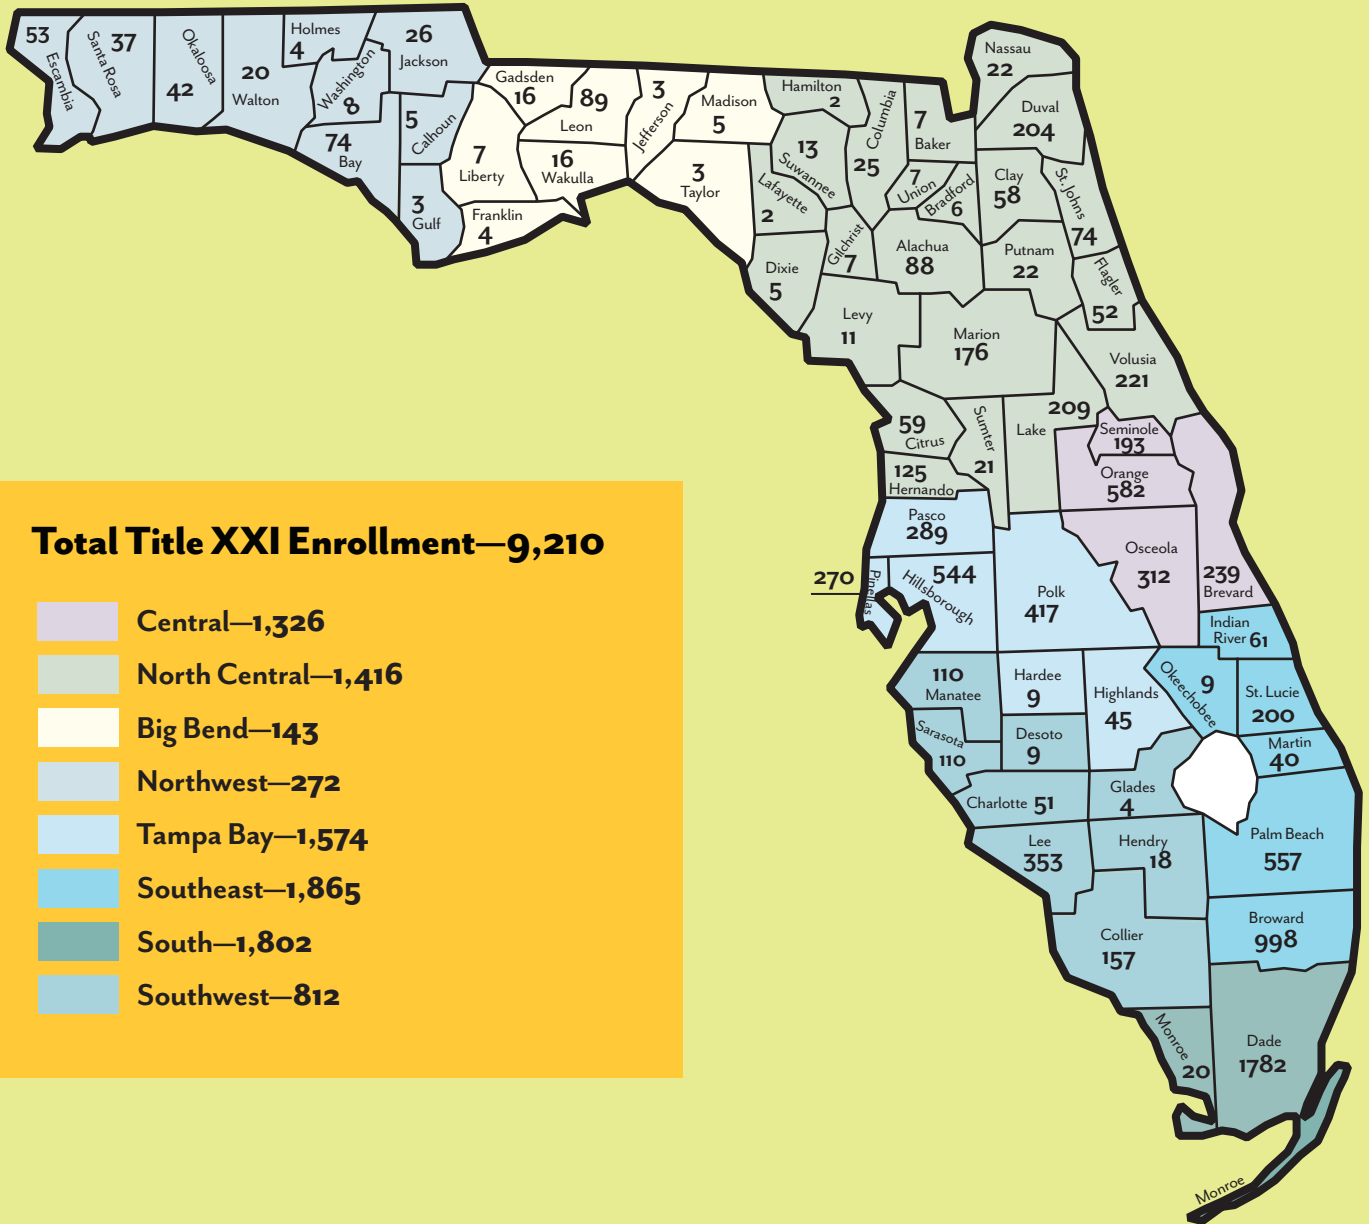 53
Escambia
37
Santa Rosa
Okaloosa
42
20
Walton
Holmes
4
Washington
8
26
Jackson
74
Bay
5
Calhoun
3
Gulf
Gadsden
16
89
Leon
7
Liberty
16
Wakulla
Franklin
4
3
Jefferson
Madison
5
3
Taylor
Hamilton
2
13
Suwannee
Lafayette
2
Columbia
25
7
Baker
7
Union
Bradford
6
Nassau
22
Duval
204
Clay
58
St. Johns
74
Dixie
5
Gilchrist
7
Alachua
88
Putnam
22
Flagler
52
Levy
11
Marion
176
Volusia
221
59
Citrus
Sumter
21
209
Lake
Seminole
193
125
Hernando
Orange
582
Pasco
289
Osceola
312
239
Brevard
270
Pinellas
544
Hillsborough
Polk
417
Indian
River 61
110
Manatee
Hardee
9
Highlands
45
9
Okeechobee
St. Lucie
200
Sarasota
110
Desoto
9
Martin
40
Charlotte 51
Glades
4
Lee
353
Hendry
18
Palm Beach
557
Collier
157
Broward
998
Monroe
20
Dade
1782
Monroe
Total Title XXI Enrollment—9,210
Central—1,326
North Central—1,416
Big Bend—143
Northwest—272
Tampa Bay—1,574
Southeast—1,865
South—1,802
Southwest—812